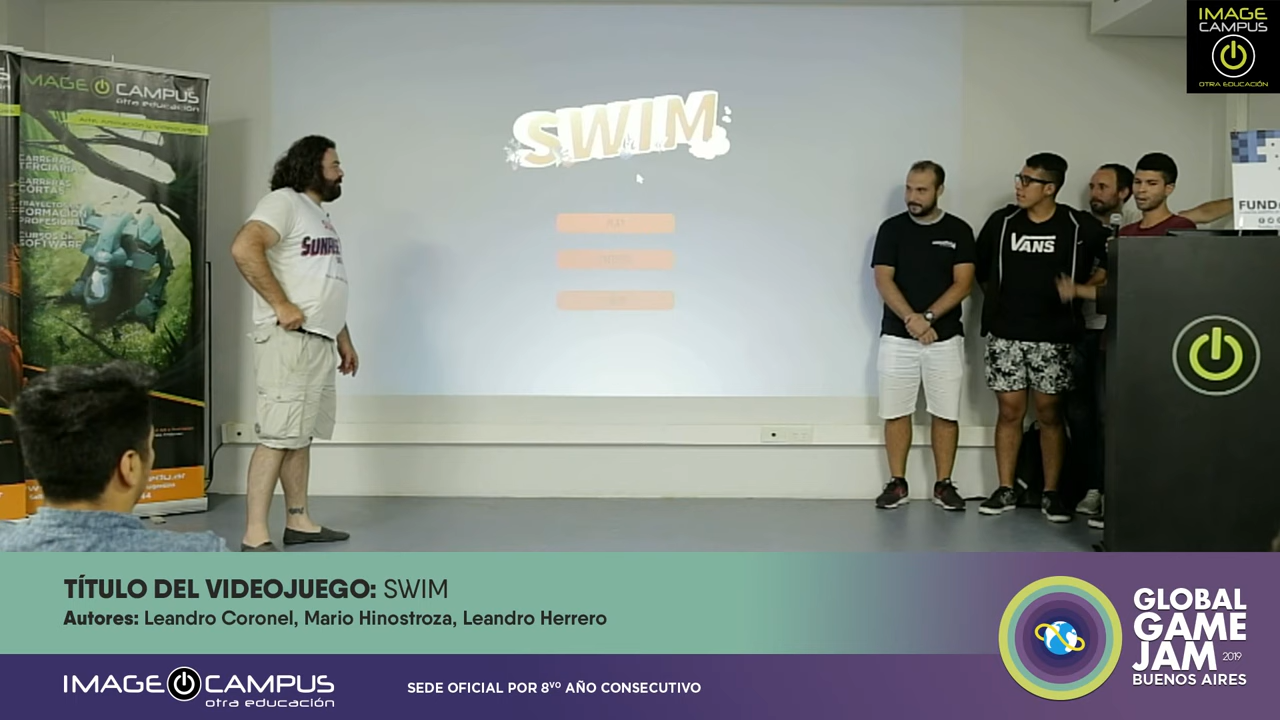 IMAGE
CAMPUS
OTRA EDUCACIÓN
IMAGE CAMPUS
otra educación
CARRERAS
TERCIARIAS
CARRERAS
CORTAS
TRAYECTOS DE
FORMACIÓN
PROFESIONAL
CURSOS DE
SOFTWARE
SWIM
VANS
TÍTULO DEL VIDEOJUEGO: SWIM
Autores: Leandro Coronel, Mario Hinostroza, Leandro Herrero
IMAGE CAMPUS
otra educación
SEDE OFICIAL POR 8VO AÑO CONSECUTIVO
GLOBAL
GAME
JAM 2019
BUENOS AIRES